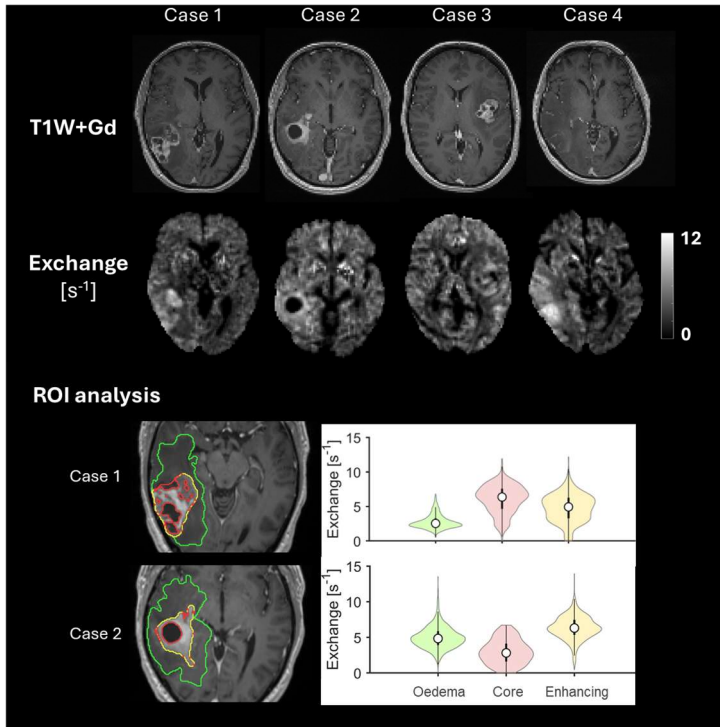 Case 1 Case 2 Case 3 Case 4
T1W+Gd
Exchange
[s⁻¹]
12
0
ROI analysis
Case 1
Exchange [s⁻¹]
15
10
5
0
Case 2
Exchange [s⁻¹]
15
10
5
0
Oedema Core Enhancing